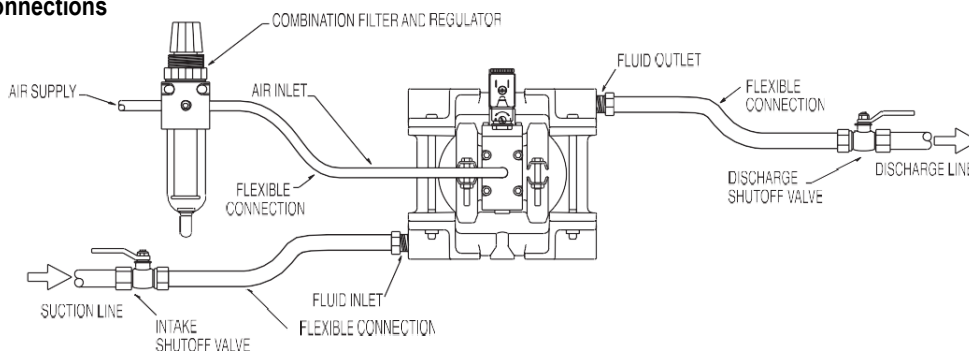 onnections
COMBINATION FILTER AND REGULATOR
AIR SUPPLY
AIR INLET
FLUID OUTLET
FLEXIBLE
CONNECTION
FLEXIBLE
CONNECTION
DISCHARGE
SHUTOFF VALVE
DISCHARGE LINE
SUCTION LINE
INTAKE
SHUTOFF VALVE
FLUID INLET
FLEXIBLE CONNECTION